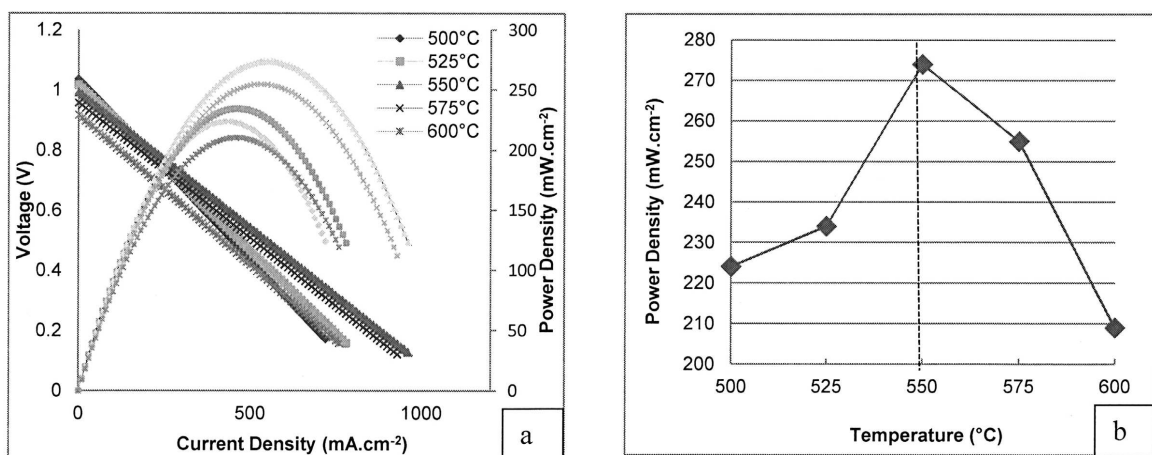 1.2
1
0.8
0.6
0.4
0.2
0
Voltage (V)
0
500
1000
Current Density (mA.cm-2)
300
250
200
150
100
50
0
Power Density (mW.cm-2)
500°C
525°C
550°C
575°C
600°C
a
280
270
260
250
240
230
220
210
200
Power Density (mW.cm-2)
500
525
550
575
600
Temperature (°C)
b